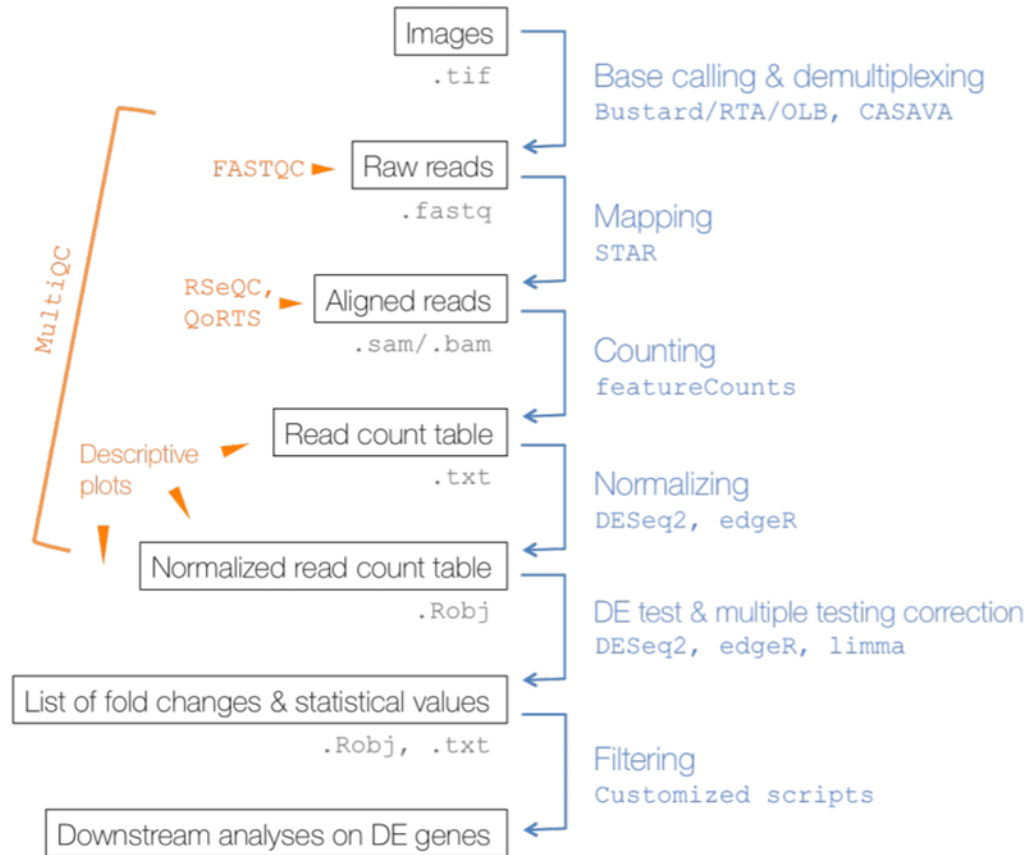 Images
.tif
Base calling & demultiplexing
Bustard/RTA/OLB, CASAVA
FASTQC
Raw reads
.fastq
Mapping
STAR
MultiQC
RSeQC,
QoRTS
Aligned reads
.sam/.bam
Counting
featureCounts
Read count table
.txt
Descriptive
plots
Normalizing
DESeq2, edgeR
Normalized read count table
.Robj
DE test & multiple testing correction
DESeq2, edgeR, limma
List of fold changes & statistical values
.Robj, .txt
Filtering
Customized scripts
Downstream analyses on DE genes